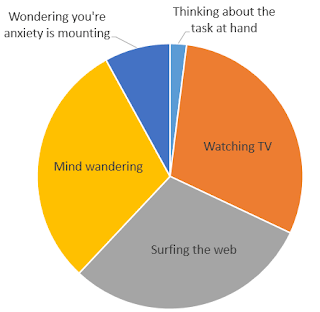 Wondering you're
anxiety is mounting
Thinking about the
task at hand
Watching TV
Mind wandering
Surfing the web